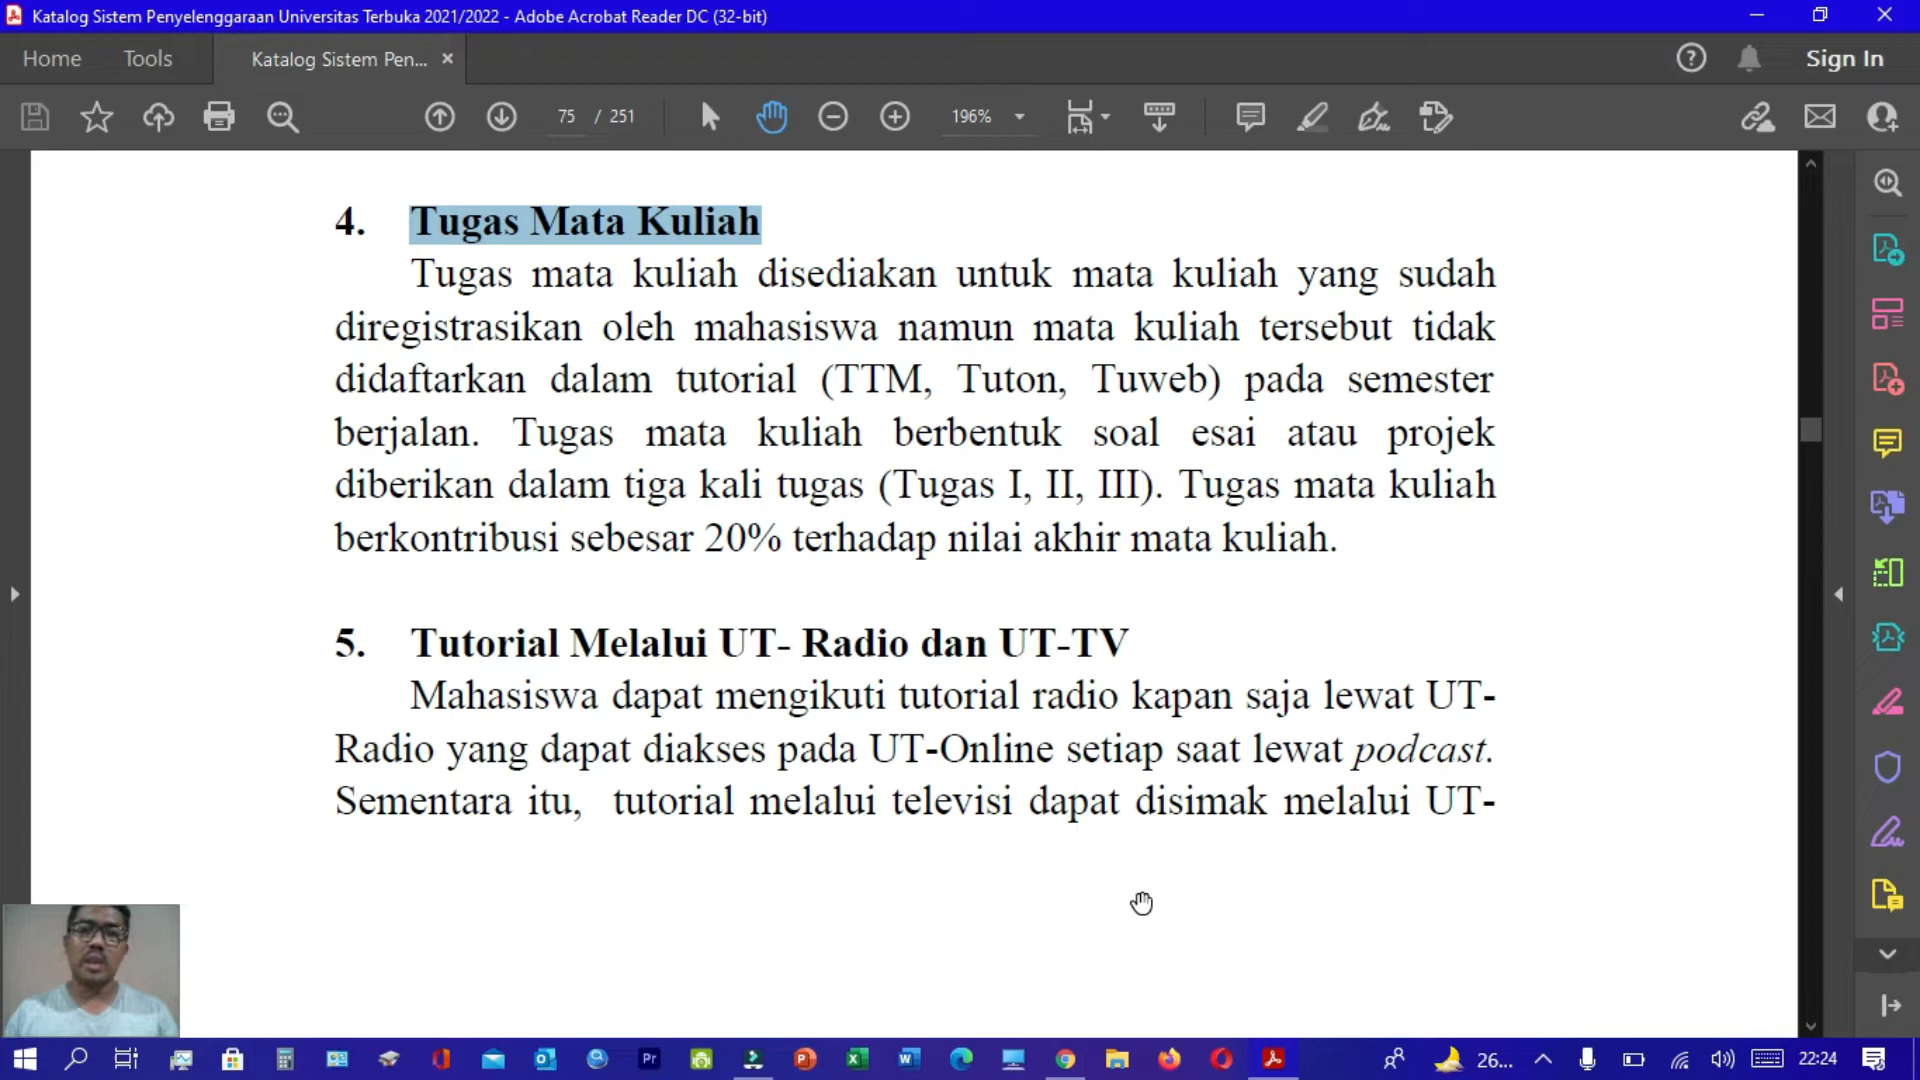 Katalog Sistem Penyelenggaraan Universitas Terbuka 2021/2022 - Adobe Acrobat Reader DC (32-bit)
Home Tools Katalog Sistem Pen... Sign In
75 / 251 196%
4. Tugas Mata Kuliah
Tugas mata kuliah disediakan untuk mata kuliah yang sudah
diregistrasikan oleh mahasiswa namun mata kuliah tersebut tidak
didaftarkan dalam tutorial (TTM, Tuton, Tuweb) pada semester
berjalan. Tugas mata kuliah berbentuk soal esai atau projek
diberikan dalam tiga kali tugas (Tugas I, II, III). Tugas mata kuliah
berkontribusi sebesar 20% terhadap nilai akhir mata kuliah.
5. Tutorial Melalui UT- Radio dan UT-TV
Mahasiswa dapat mengikuti tutorial radio kapan saja lewat UT-
Radio yang dapat diakses pada UT-Online setiap saat lewat podcast.
Sementara itu, tutorial melalui televisi dapat disimak melalui UT-
26... 22:24